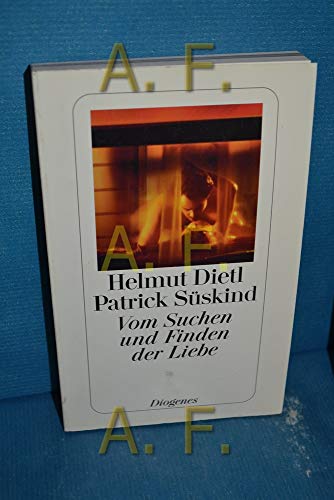 A. F.
A. F.
Helmut Dietl
Patrick Süskind
Vom Suchen
und Finden
der Liebe
Diogenes
A. F.